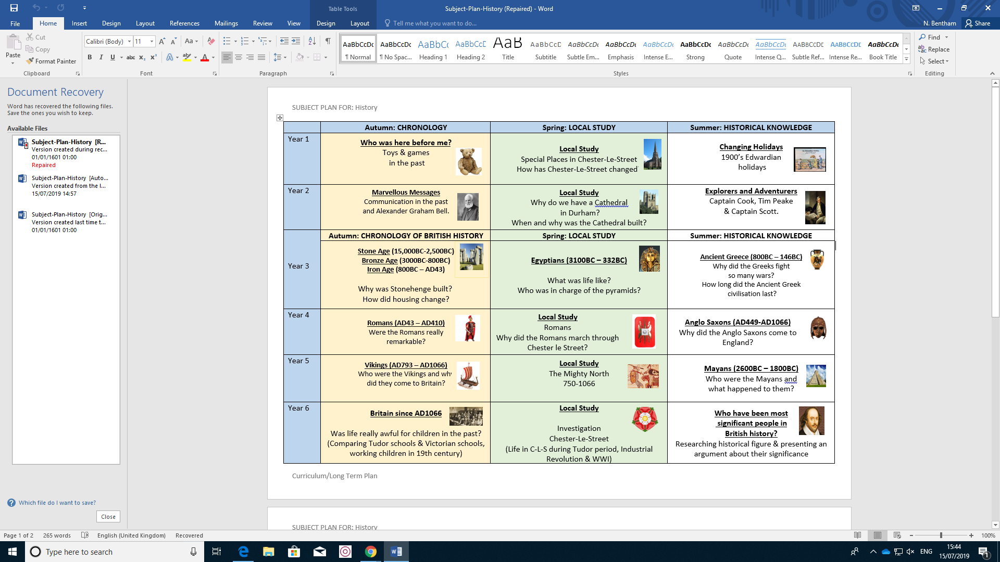 Subject-Plan-History (Repaired) - Word
Table Tools
File Home Insert Design Layout References Mailings Review View Design Layout Tell me what you want to do... N. Bentham Share
Paste
Cut
Copy
Format Painter
Clipboard
Calibri (Body) 11
Font
Paragraph
AaBbCcDc AaBbCcDc AaBbCc AaBbCcD AaB AaBbCcD AaBbCcDc AaBbCcDc AaBbCcDc AaBbCcDc AaBbCcDc AaBbCcDc AABBCCDD AABBCCDD AaBbCcDc
¶ Normal ¶ No Spac... Heading 1 Heading 2 Title Subtitle Subtle Em... Emphasis Intense E... Strong Quote Intense Q... Subtle Ref... Intense Re... Book Title
Styles
Find
Replace
Select
Editing
Document Recovery
Word has recovered the following files.
Save the ones you wish to keep.
Available Files
Subject-Plan-History [R...
Version created during rec...
01/01/1601 01:00
Repaired
Subject-Plan-History [Auto...
Version created from the l...
15/07/2019 14:57
Subject-Plan-History [Orig...
Version created last time t...
01/01/1601 01:00
Which file do I want to save?
Close
SUBJECT PLAN FOR: History
Autumn: CHRONOLOGY
Spring: LOCAL STUDY
Summer: HISTORICAL KNOWLEDGE
Year 1
Who was here before me?
Toys & games
in the past
Local Study
Special Places in Chester-Le-Street
How has Chester-Le-Street changed
Changing Holidays
1900’s Edwardian
holidays
Year 2
Marvellous Messages
Communication in the past
and Alexander Graham Bell.
Local Study
Why do we have a Cathedral
in Durham?
When and why was the Cathedral built?
Explorers and Adventurers
Captain Cook, Tim Peake
& Captain Scott.
Autumn: CHRONOLOGY OF BRITISH HISTORY
Spring: LOCAL STUDY
Summer: HISTORICAL KNOWLEDGE
Year 3
Stone Age (15,000BC-2,500BC)
Bronze Age (3000BC-800BC)
Iron Age (800BC – AD43)
Why was Stonehenge built?
How did housing change?
Egyptians (3100BC – 332BC)
What was life like?
Who was in charge of the pyramids?
Ancient Greece (800BC – 146BC)
Why did the Greeks fight
so many wars?
How long did the Ancient Greek
civilisation last?
Year 4
Romans (AD43 – AD410)
Were the Romans really
remarkable?
Local Study
Romans
Why did the Romans march through
Chester le Street?
Anglo Saxons (AD449-AD1066)
Why did the Anglo Saxons come to
England?
Year 5
Vikings (AD793 – AD1066)
Who were the Vikings and why
did they come to Britain?
Local Study
The Mighty North
750-1066
Mayans (2600BC – 1800BC)
Who were the Mayans and
what happened to them?
Year 6
Britain since AD1066
Was life really awful for children in the past?
(Comparing Tudor schools & Victorian schools,
working children in 19th century)
Local Study
Investigation
Chester-Le-Street
(Life in C-L-S during Tudor period, Industrial
Revolution & WWI)
Who have been most
significant people in
British history?
Researching historical figure & presenting an
argument about their significance
Curriculum/Long Term Plan
SUBJECT PLAN FOR: History
Page 1 of 2 265 words English (United Kingdom) Recovered 100%
Type here to search
ENG
15:44
15/07/2019
1